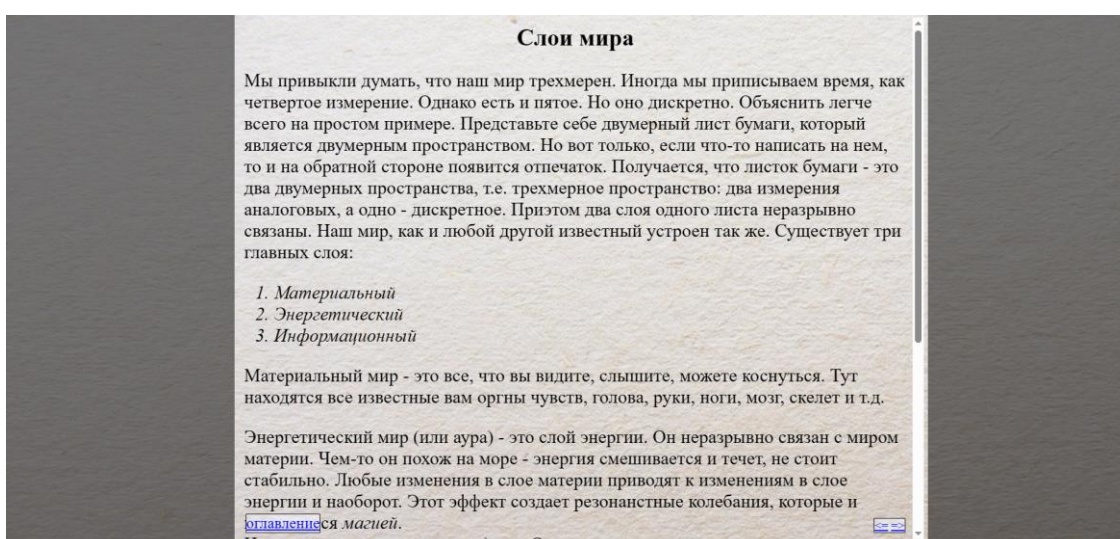 Слои мира
Мы привыкли думать, что наш мир трехмерен. Иногда мы приписываем время, как
четвертое измерение. Однако есть и пятое. Но оно дискретно. Объяснить легче
всего на простом примере. Представьте себе двумерный лист бумаги, который
является двумерным пространством. Но вот только, если что-то написать на нем,
то и на обратной стороне появится отпечаток. Получается, что листок бумаги - это
два двумерных пространства, т.е. трехмерное пространство: два измерения
аналоговых, а одно - дискретное. Приэтом два слоя одного листа неразрывно
связаны. Наш мир, как и любой другой известный устроен так же. Существует три
главных слоя:
1. Материальный
2. Энергетический
3. Информационный
Материальный мир - это все, что вы видите, слышите, можете коснуться. Тут
находятся все известные вам оргны чувств, голова, руки, ноги, мозг, скелет и т.д.
Энергетический мир (или аура) - это слой энергии. Он неразрывно связан с миром
материи. Чем-то он похож на море - энергия смешивается и течет, не стоит
стабильно. Любые изменения в слое материи приводят к изменениям в слое
энергии и наоборот. Этот эффект создает резонанстные колебания, которые и
оглавлениеся магией. <= =>